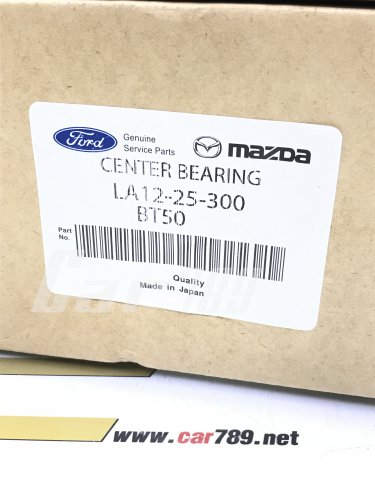 Ford
Genuine
Service Parts
mazda
CENTER BEARING
LA12-25-300
BT50
Part
No.
Quality
Made in Japan
Car789
www.car789.net